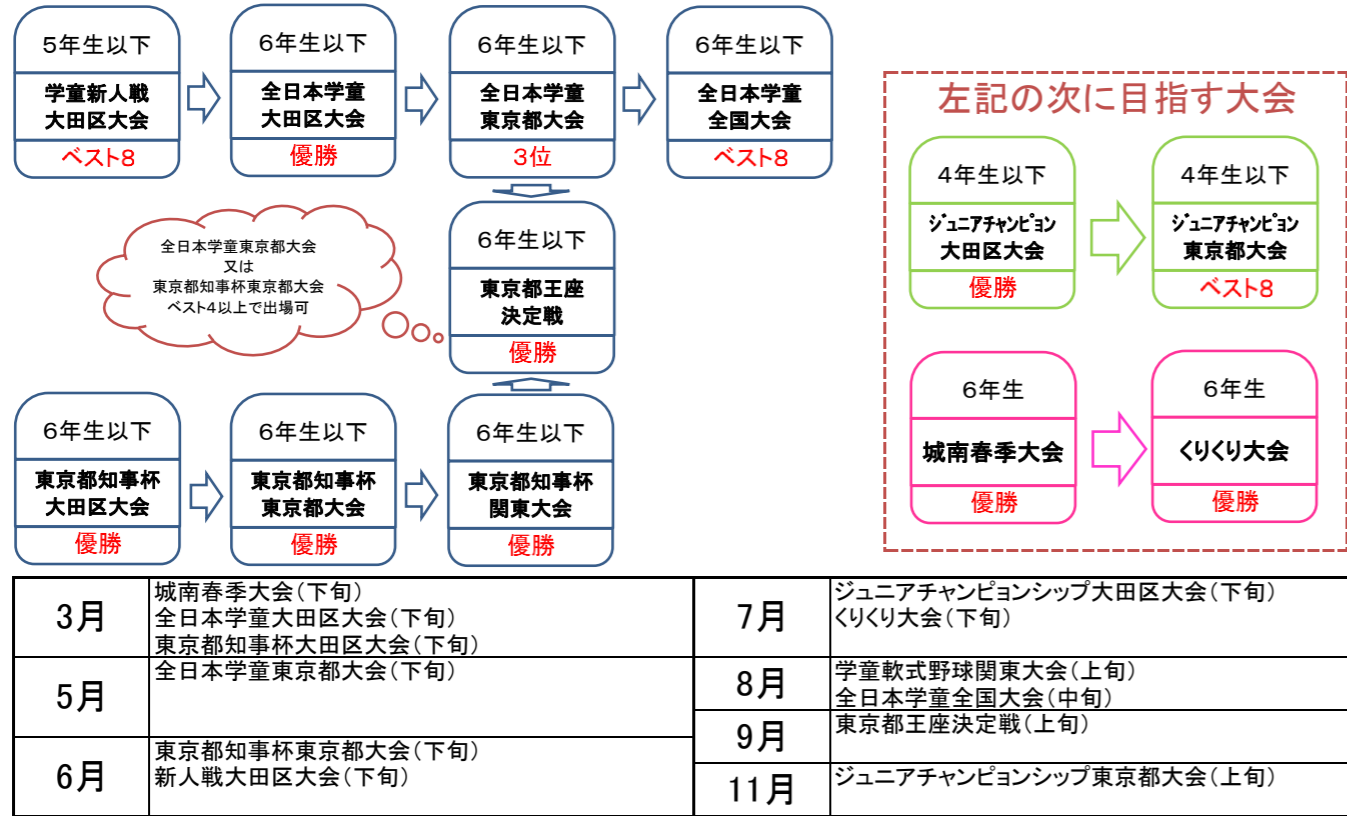 5年生以下
学童新人戦
大田区大会
ベスト8
6年生以下
全日本学童
大田区大会
優勝
6年生以下
全日本学童
東京都大会
3位
6年生以下
全日本学童
全国大会
ベスト8
全日本学童東京都大会
又は
東京都知事杯東京都大会
ベスト4以上で出場可
6年生以下
東京都王座
決定戦
優勝
6年生以下
東京都知事杯
大田区大会
優勝
6年生以下
東京都知事杯
東京都大会
優勝
6年生以下
東京都知事杯
関東大会
優勝
左記の次に目指す大会
4年生以下
ジュニアチャンピョン
大田区大会
優勝
4年生以下
ジュニアチャンピョン
東京都大会
ベスト8
6年生
城南春季大会
優勝
6年生
くりくり大会
優勝
3月
城南春季大会(下旬)
全日本学童大田区大会(下旬)
東京都知事杯大田区大会(下旬)
5月
全日本学童東京都大会(下旬)
6月
東京都知事杯東京都大会(下旬)
新人戦大田区大会(下旬)
7月
ジュニアチャンピョンシップ大田区大会(下旬)
くりくり大会(下旬)
8月
学童軟式野球関東大会(上旬)
全日本学童全国大会(中旬)
9月
東京都王座決定戦(上旬)
11月
ジュニアチャンピョンシップ東京都大会(上旬)